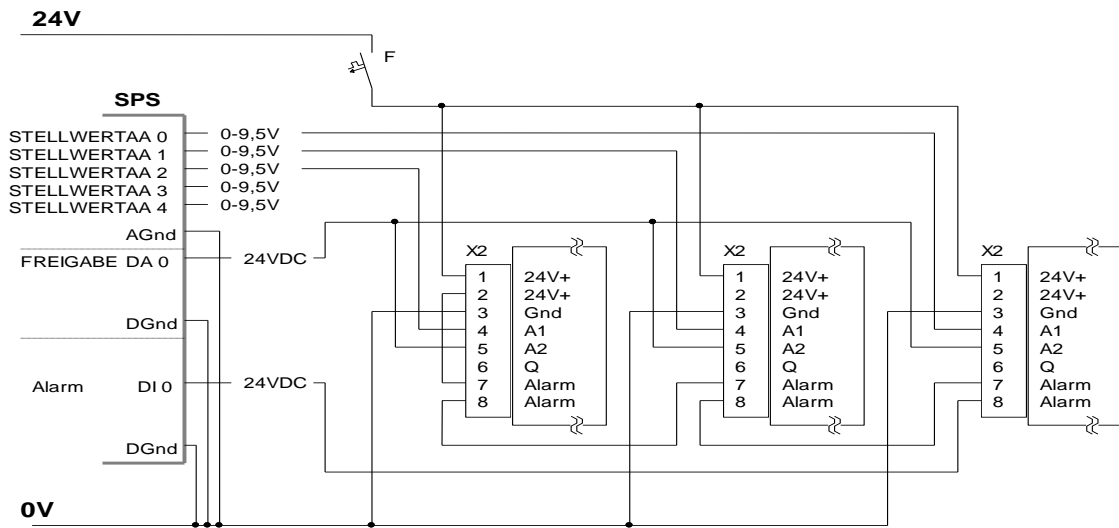 24V
F
SPS
STELLWERTAA 0 0-9,5V
STELLWERTAA 1 0-9,5V
STELLWERTAA 2 0-9,5V
STELLWERTAA 3 0-9,5V
STELLWERTAA 4 0-9,5V
AGnd
FREIGABE DA 0 24VDC
DGnd
Alarm DI 0 24VDC
DGnd
0V
X2
1 24V+
2 24V+
3 Gnd
4 A1
5 A2
6 Q
7 Alarm
8 Alarm
X2
1 24V+
2 24V+
3 Gnd
4 A1
5 A2
6 Q
7 Alarm
8 Alarm
X2
1 24V+
2 24V+
3 Gnd
4 A1
5 A2
6 Q
7 Alarm
8 Alarm